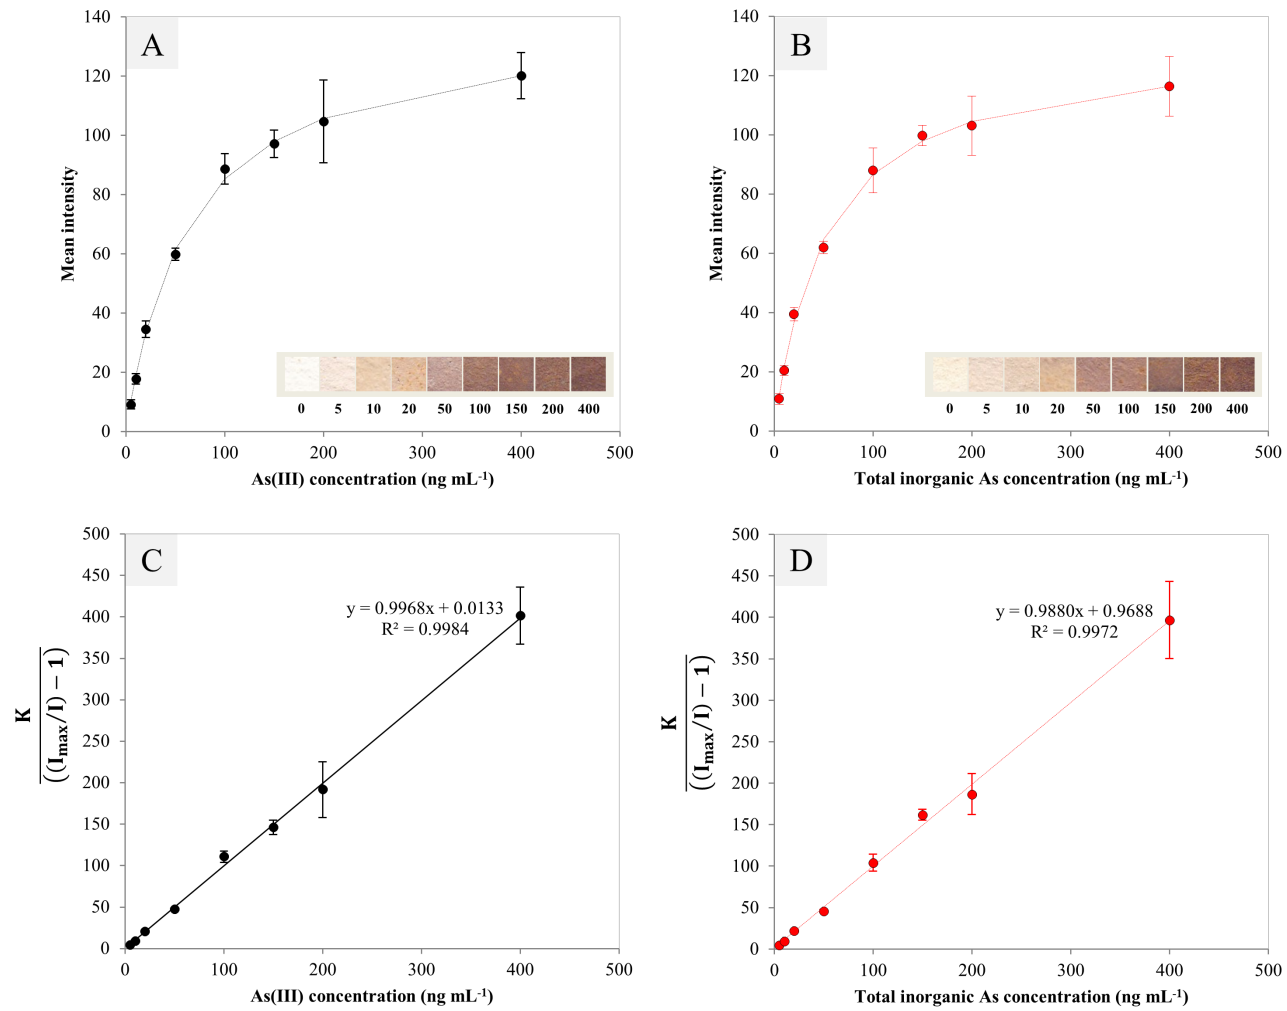 A
140
120
100
80
60
40
20
0
Mean intensity
0 5 10 20 50 100 150 200 400
0 100 200 300 400 500
As(III) concentration (ng mL-1)
B
140
120
100
80
60
40
20
0
Mean intensity
0 5 10 20 50 100 150 200 400
0 100 200 300 400 500
Total inorganic As concentration (ng mL-1)
C
500
450
400
350
300
250
200
150
100
50
0
K
((Imax/I) − 1)
y = 0.9968x + 0.0133
R² = 0.9984
0 100 200 300 400 500
As(III) concentration (ng mL-1)
D
500
450
400
350
300
250
200
150
100
50
0
K
((Imax/I) − 1)
y = 0.9880x + 0.9688
R² = 0.9972
0 100 200 300 400 500
Total inorganic As concentration (ng mL-1)